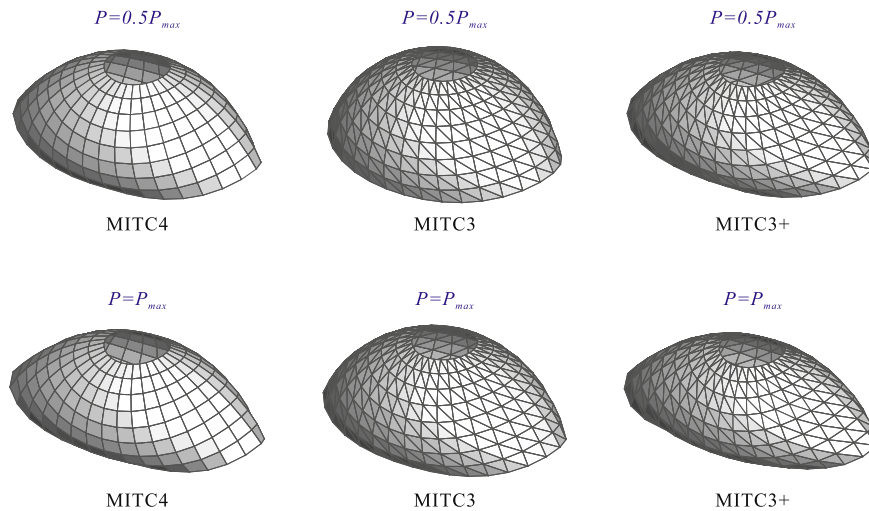 P=0.5Pmax P=0.5Pmax P=0.5Pmax
MITC4 MITC3 MITC3+
P=Pmax P=Pmax P=Pmax
MITC4 MITC3 MITC3+